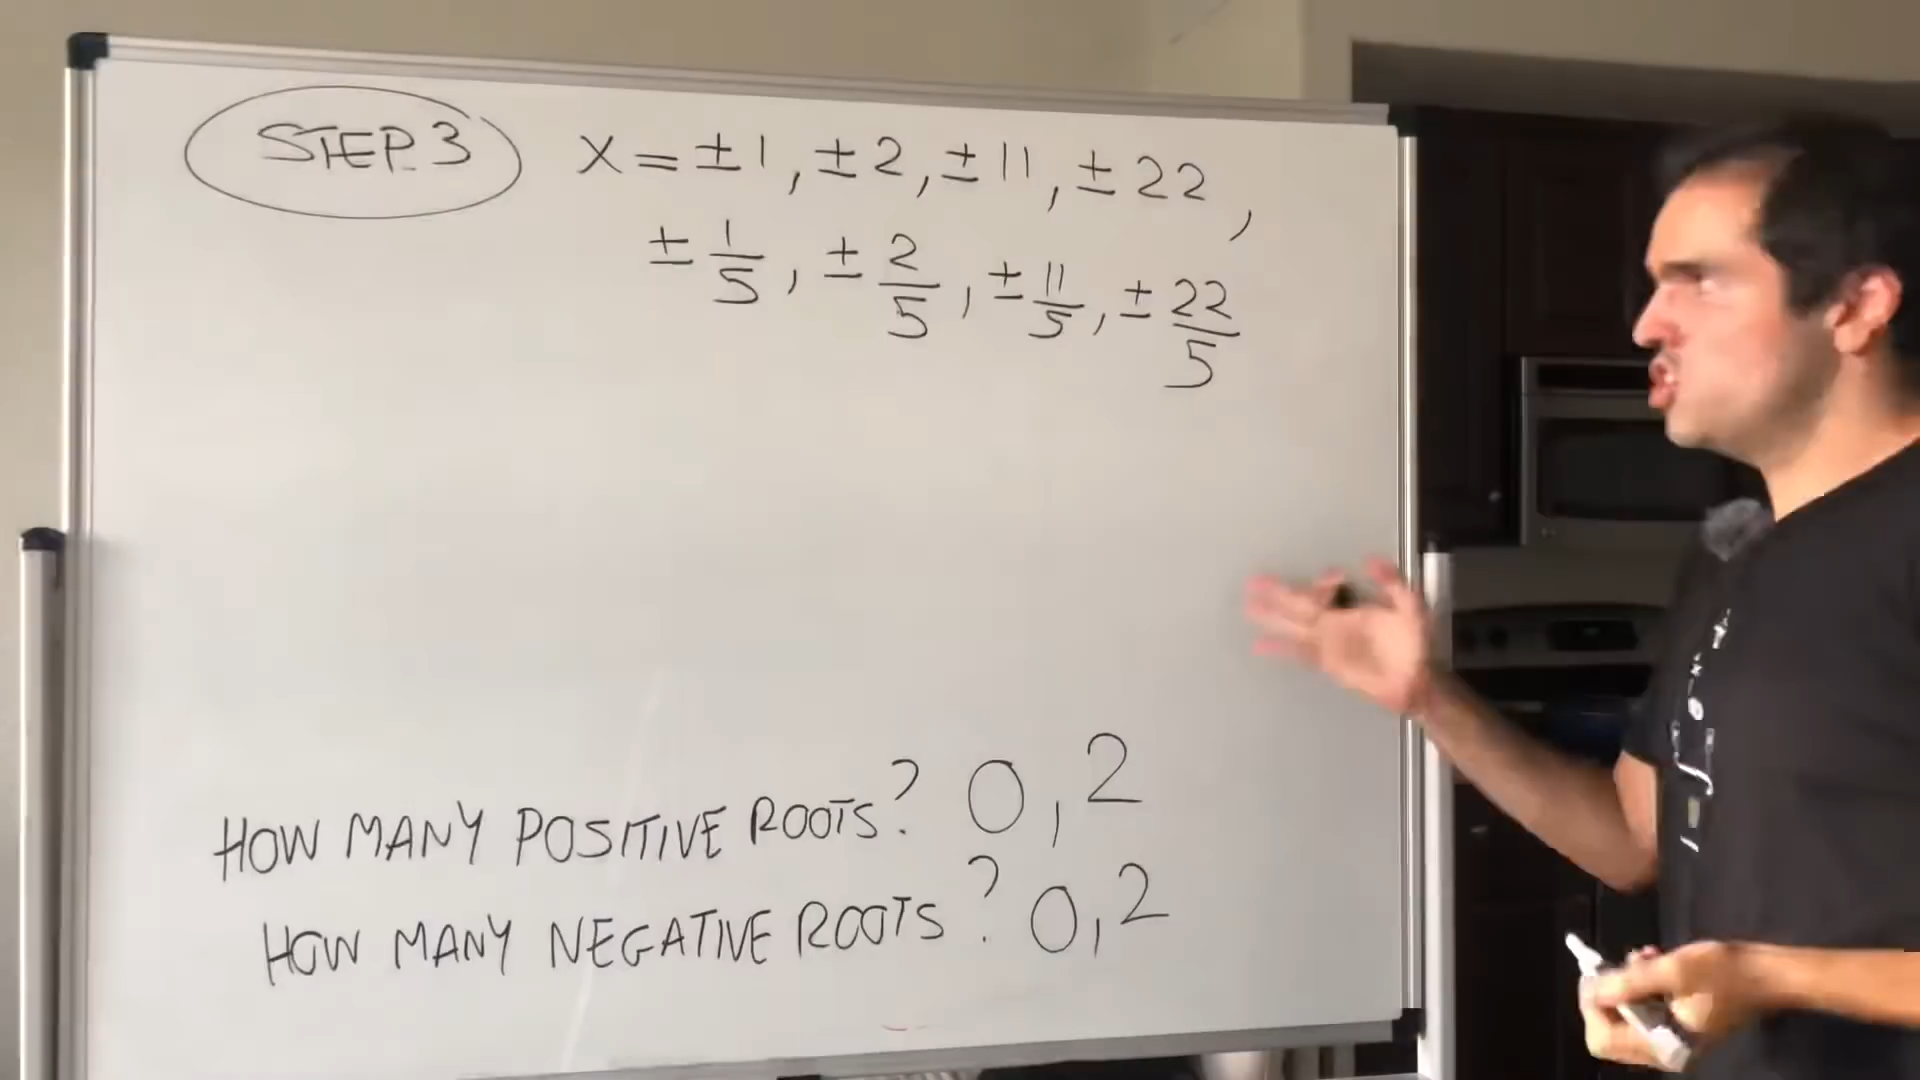 STEP 3 X = ±1, ±2, ±11, ±22,
± 1/5, ± 2/5, ± 11/5, ± 22/5
HOW MANY POSITIVE ROOTS? 0, 2
HOW MANY NEGATIVE ROOTS? 0, 2